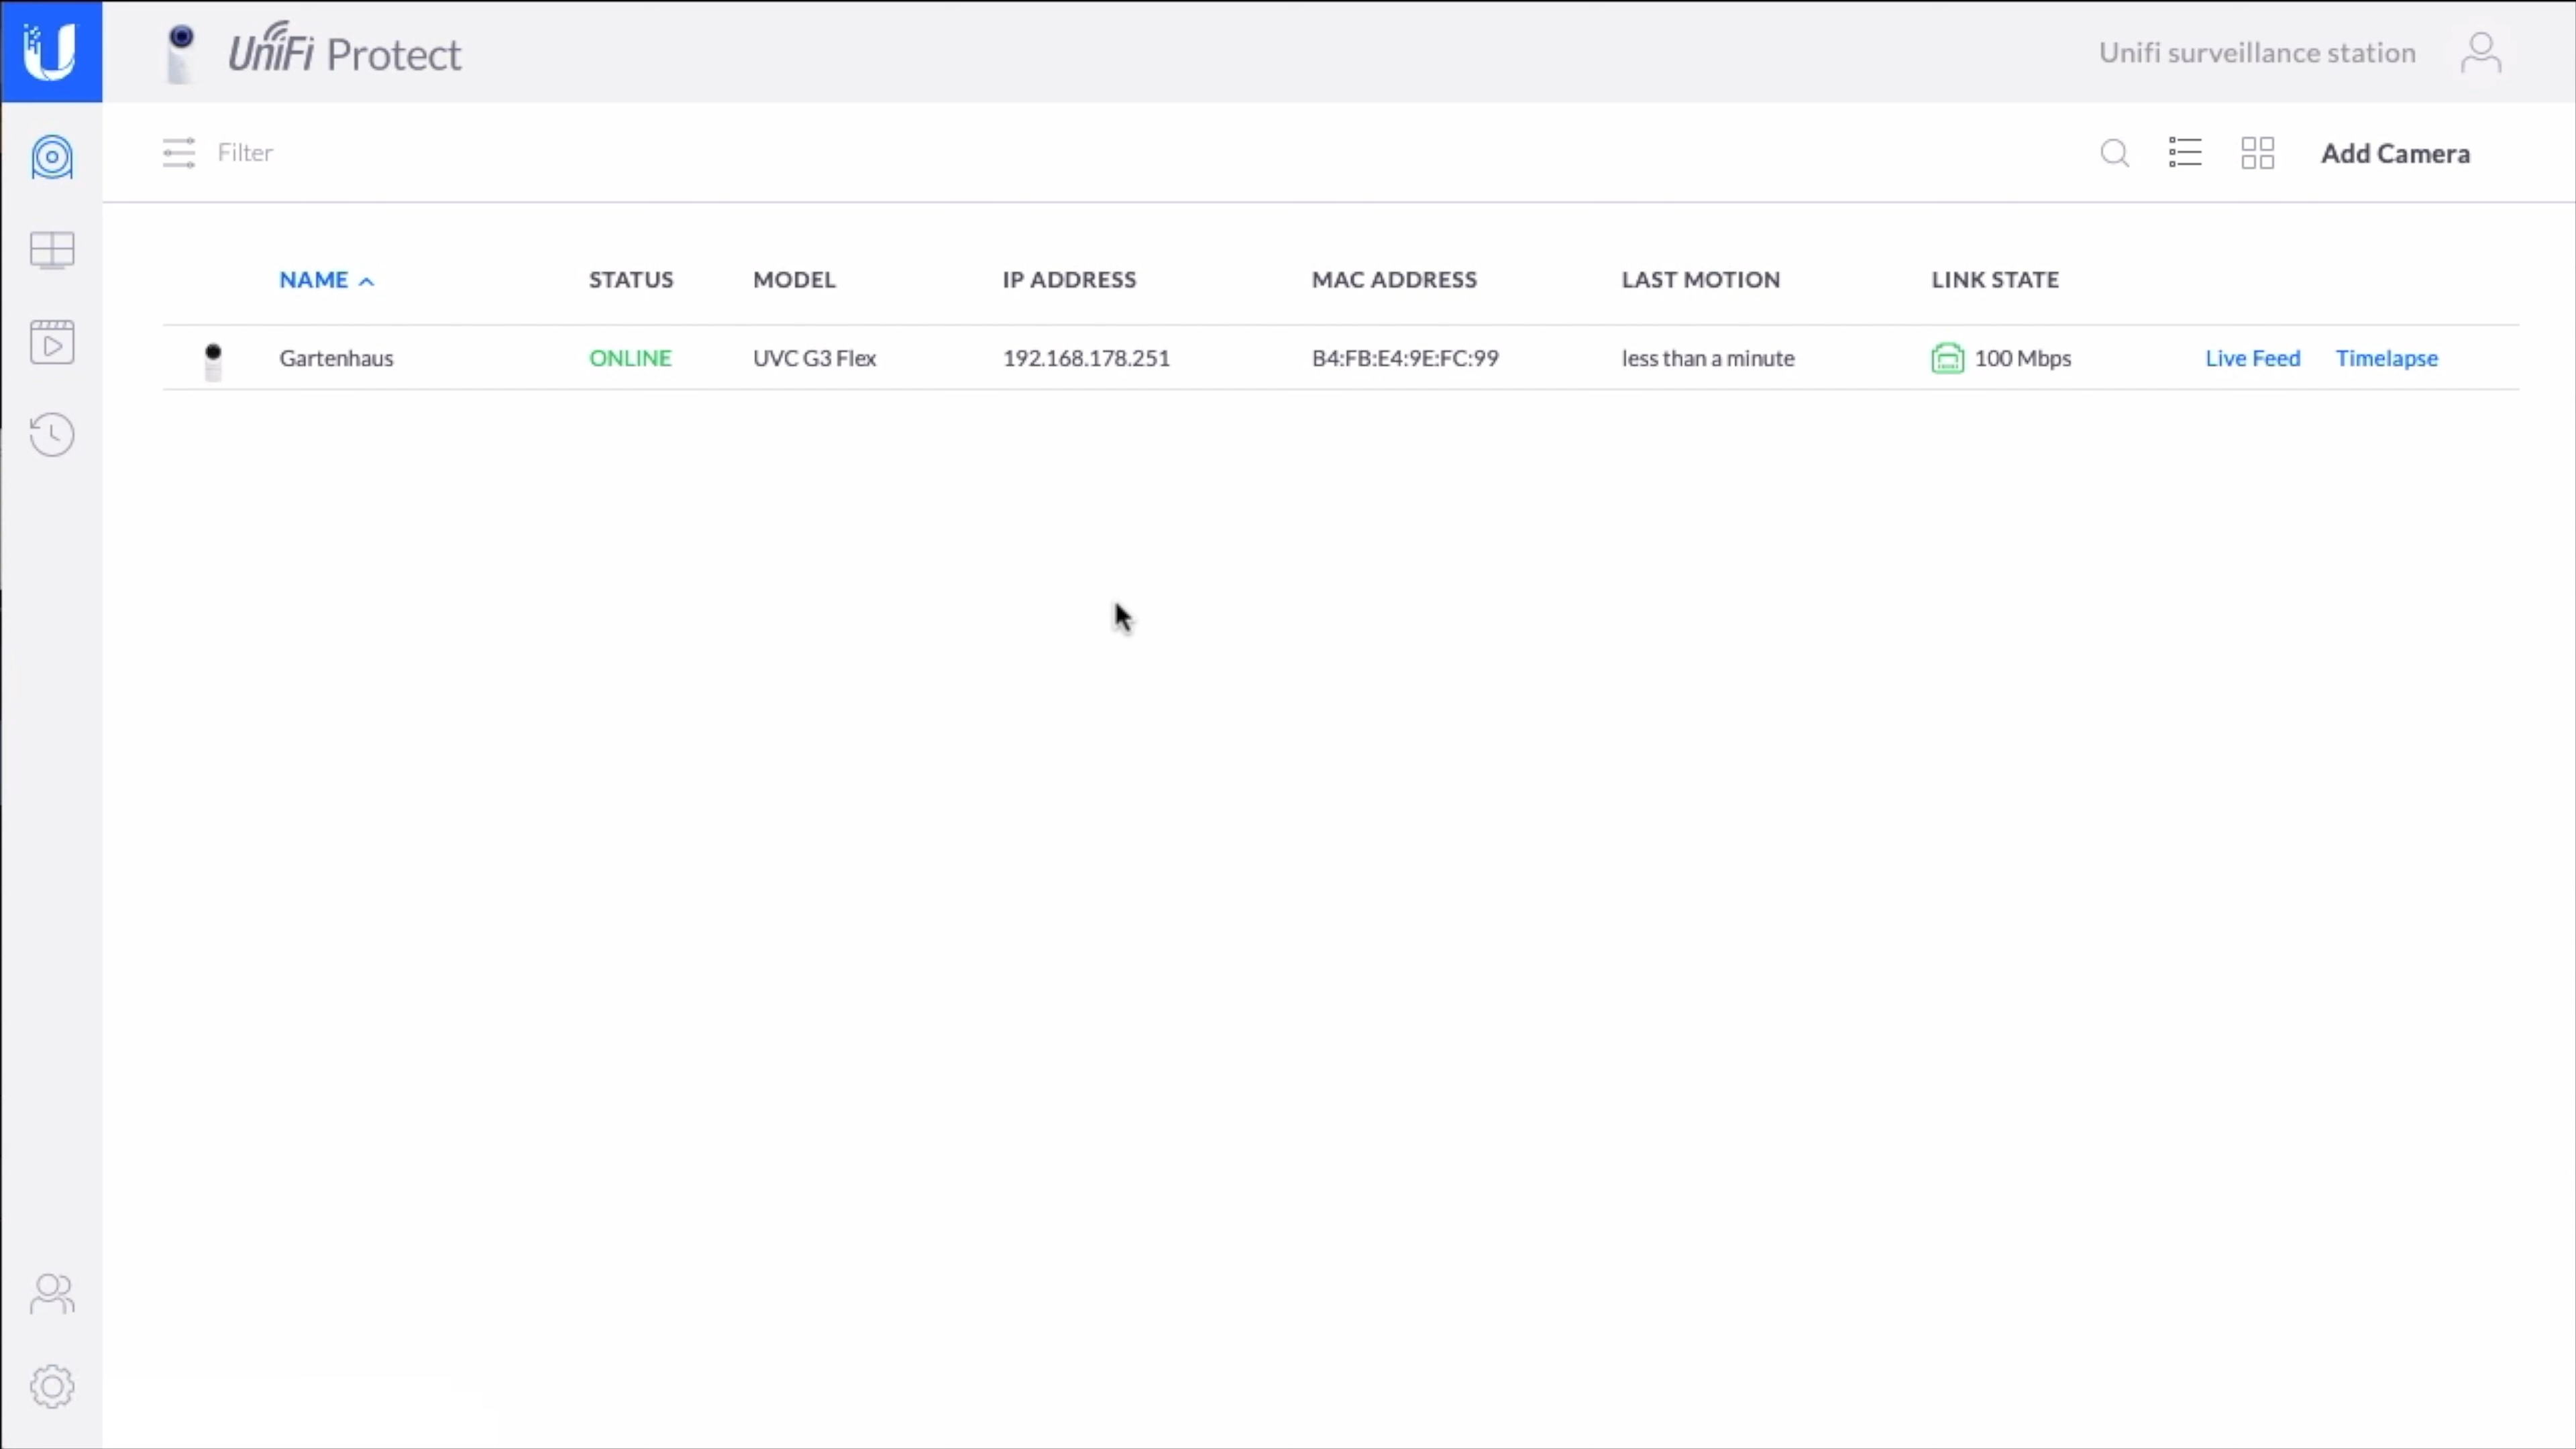 UniFi Protect
Unifi surveillance station
Filter
Add Camera
NAME STATUS MODEL IP ADDRESS MAC ADDRESS LAST MOTION LINK STATE
Gartenhaus ONLINE UVC G3 Flex 192.168.178.251 B4:FB:E4:9E:FC:99 less than a minute 100 Mbps Live Feed Timelapse